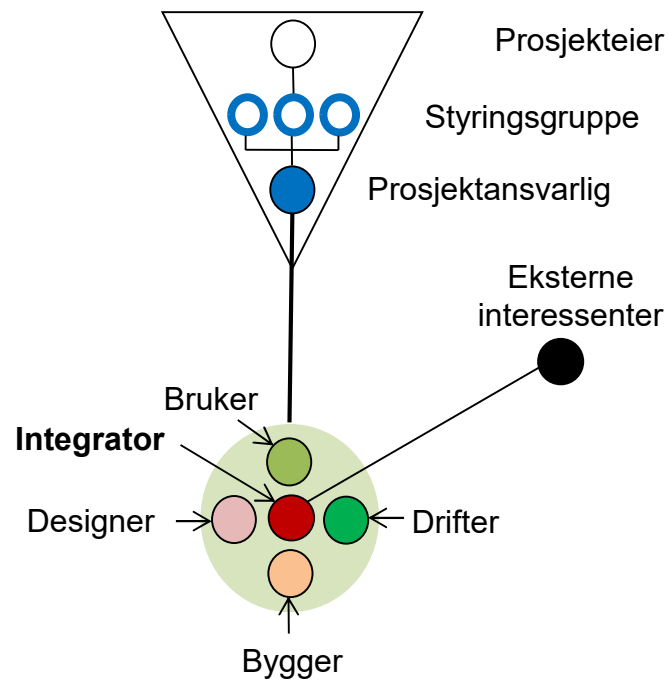 Prosjekteier
Styringsgruppe
Prosjektansvarlig
Eksterne
interessenter
Bruker
Integrator
Designer
Drifter
Bygger